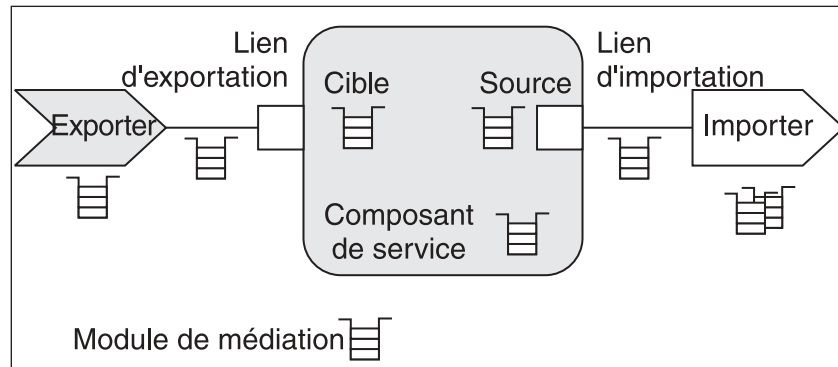 Lien
d'exportation
Lien
d'importation
Cible
Source
Exporter
Importer
Composant
de service
Module de médiation